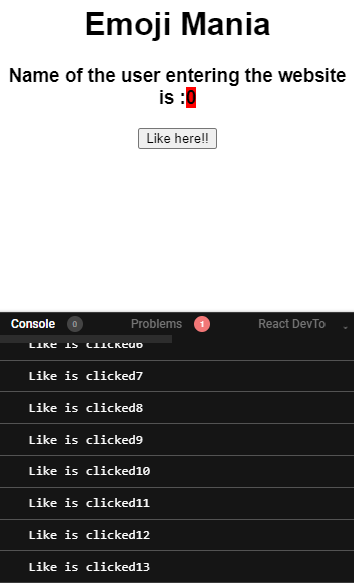 Emoji Mania
Name of the user entering the website
is :0
Like here!!
Console 0 Problems 1 React DevTo
Like is clicked6
Like is clicked7
Like is clicked8
Like is clicked9
Like is clicked10
Like is clicked11
Like is clicked12
Like is clicked13